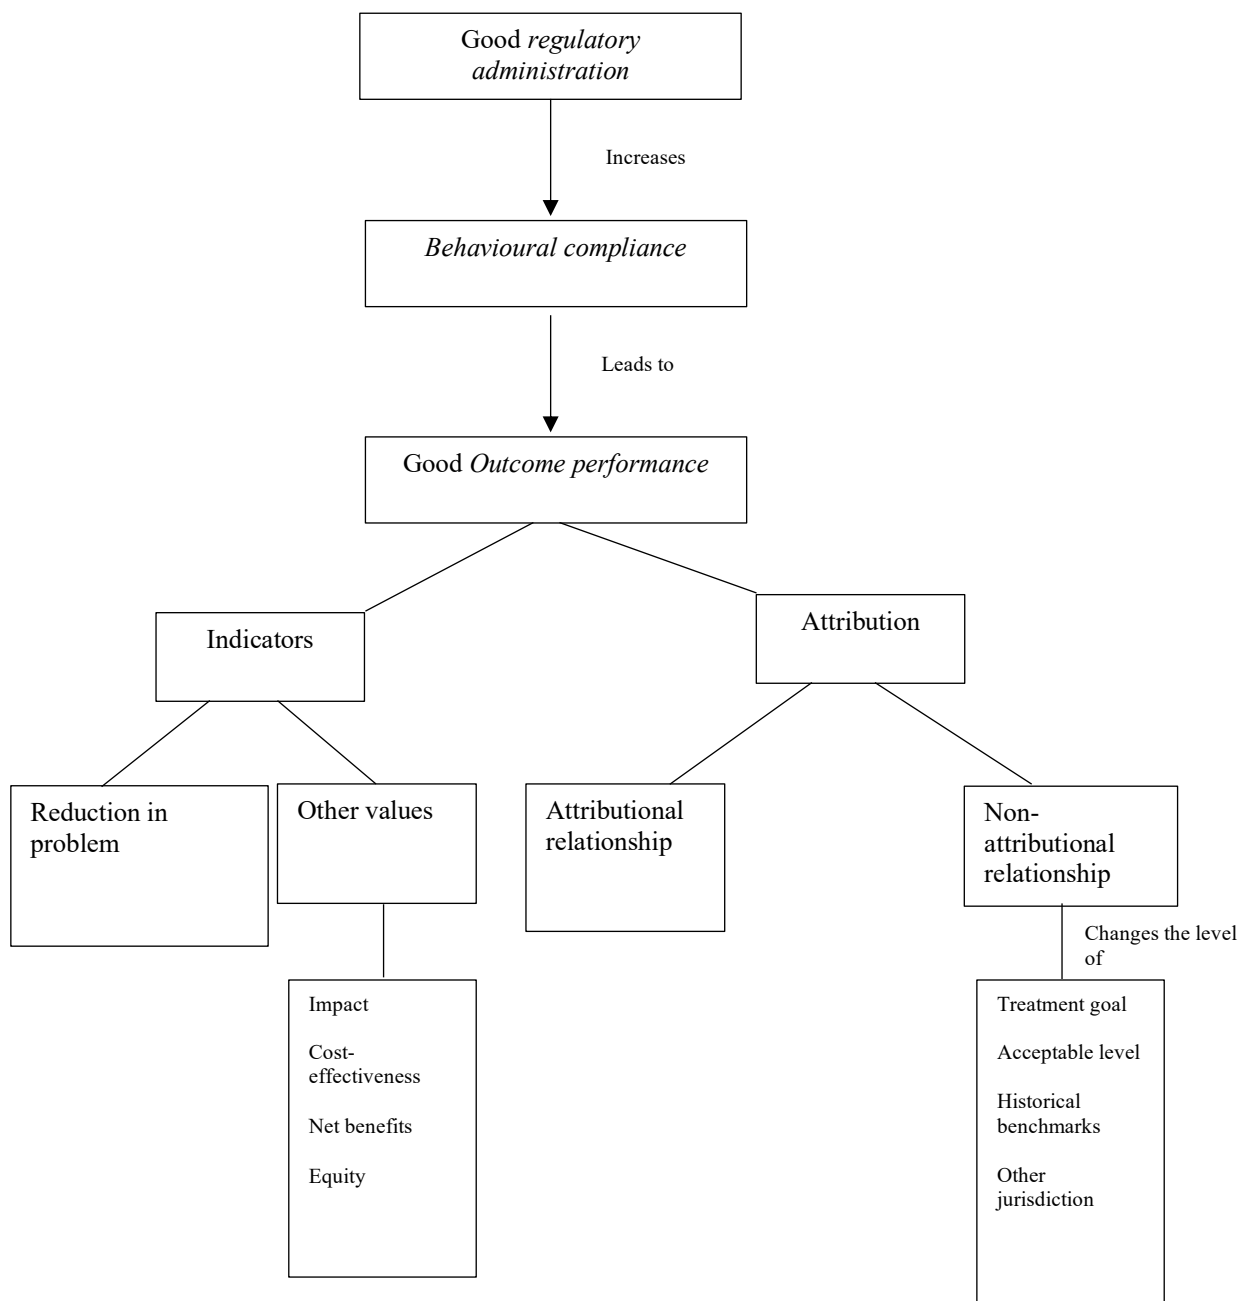 Good regulatory
administration
Increases
Behavioural compliance
Leads to
Good Outcome performance
Indicators
Attribution
Reduction in
problem
Other values
Attributional
relationship
Non-
attributional
relationship
Changes the level
of
Impact
Cost-
effectiveness
Net benefits
Equity
Treatment goal
Acceptable level
Historical
benchmarks
Other
jurisdiction